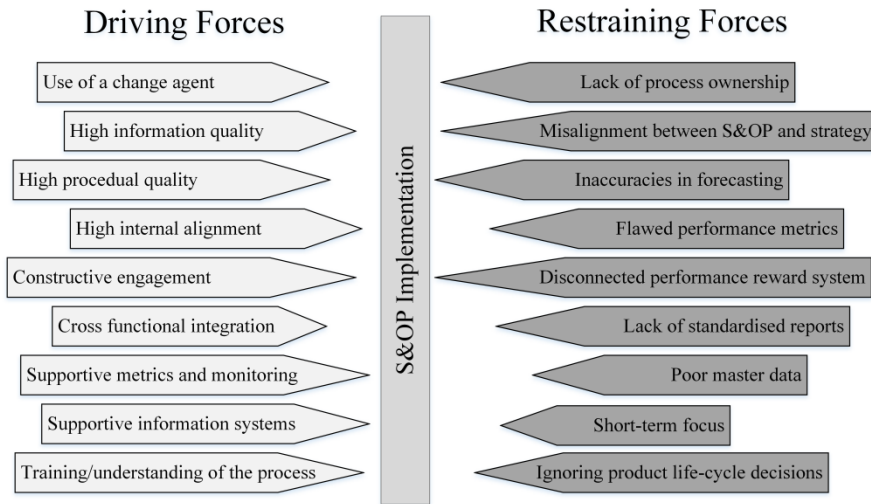 Driving Forces
Use of a change agent
High information quality
High procedual quality
High internal alignment
Constructive engagement
Cross functional integration
Supportive metrics and monitoring
Supportive information systems
Training/understanding of the process
S&OP Implementation
Restraining Forces
Lack of process ownership
Misalignment between S&OP and strategy
Inaccuracies in forecasting
Flawed performance metrics
Disconnected performance reward system
Lack of standardised reports
Poor master data
Short-term focus
Ignoring product life-cycle decisions